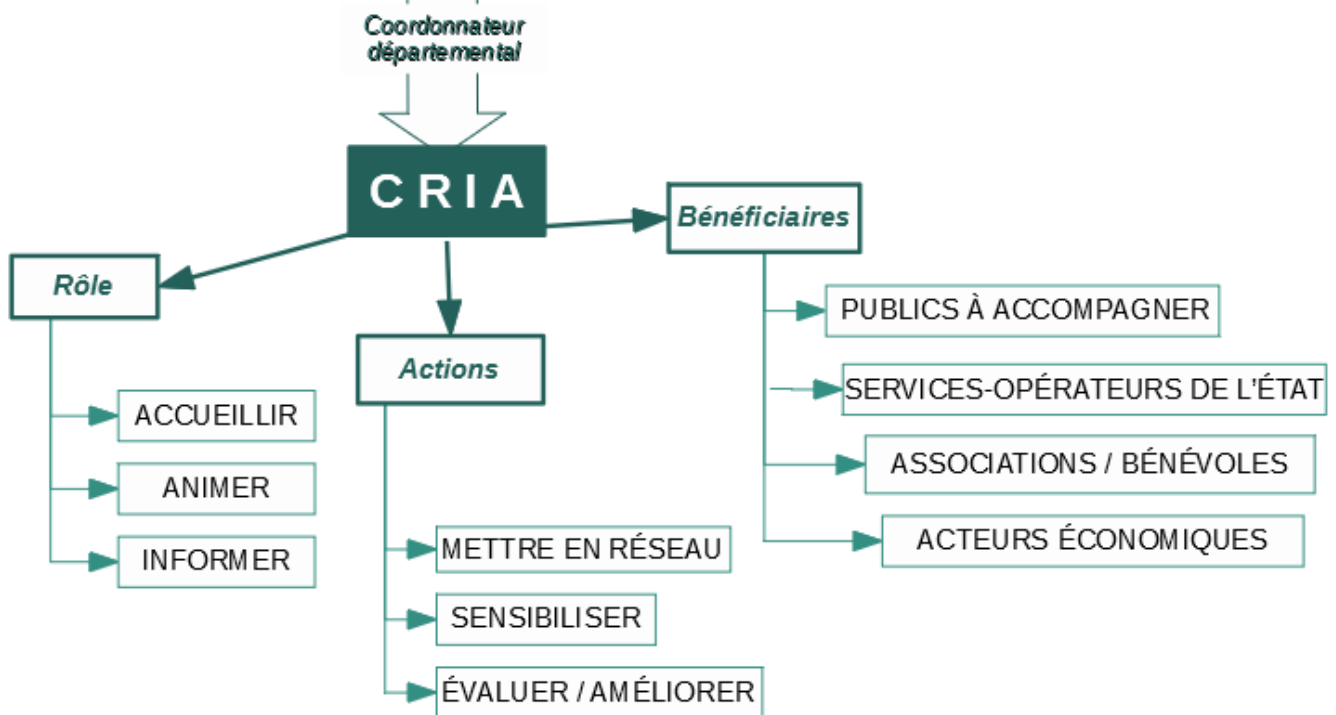 Coordonnateur
départemental
C R I A
Rôle
ACCUEILLIR
ANIMER
INFORMER
Actions
METTRE EN RÉSEAU
SENSIBILISER
ÉVALUER / AMÉLIORER
Bénéficiaires
PUBLICS À ACCOMPAGNER
SERVICES-OPÉRATEURS DE L’ÉTAT
ASSOCIATIONS / BÉNÉVOLES
ACTEURS ÉCONOMIQUES